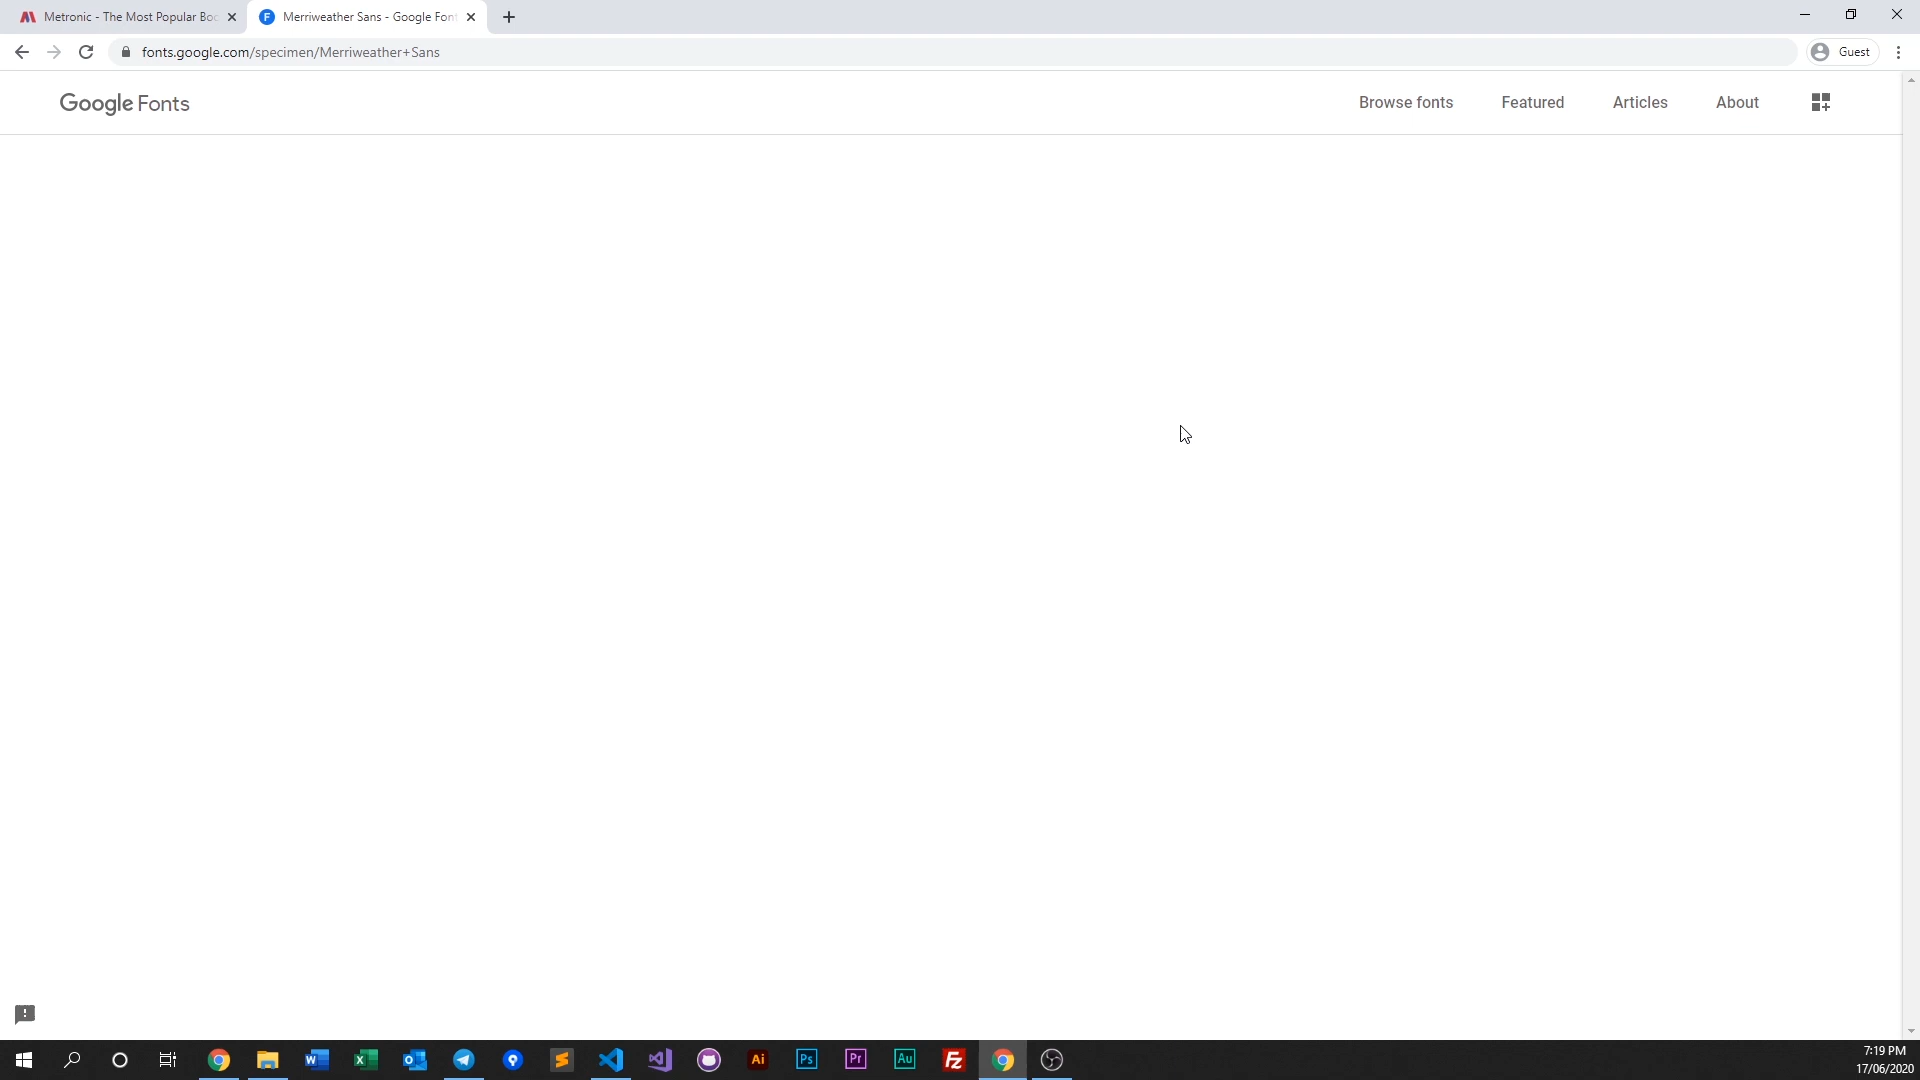 Metronic - The Most Popular Boo
Merriweather Sans - Google Font
fonts.google.com/specimen/Merriweather+Sans
Guest
Google Fonts
Browse fonts
Featured
Articles
About
7:19 PM
17/06/2020